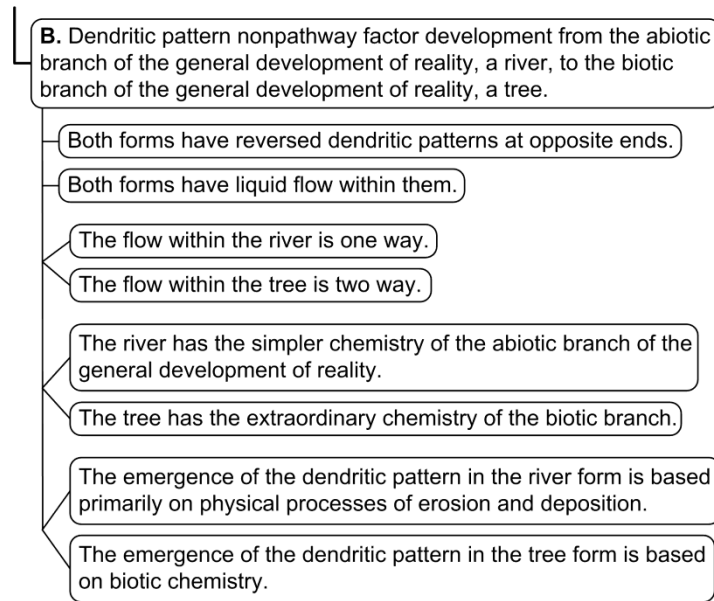 B. Dendritic pattern nonpathway factor development from the abiotic
branch of the general development of reality, a river, to the biotic
branch of the general development of reality, a tree.
Both forms have reversed dendritic patterns at opposite ends.
Both forms have liquid flow within them.
The flow within the river is one way.
The flow within the tree is two way.
The river has the simpler chemistry of the abiotic branch of the
general development of reality.
The tree has the extraordinary chemistry of the biotic branch.
The emergence of the dendritic pattern in the river form is based
primarily on physical processes of erosion and deposition.
The emergence of the dendritic pattern in the tree form is based
on biotic chemistry.